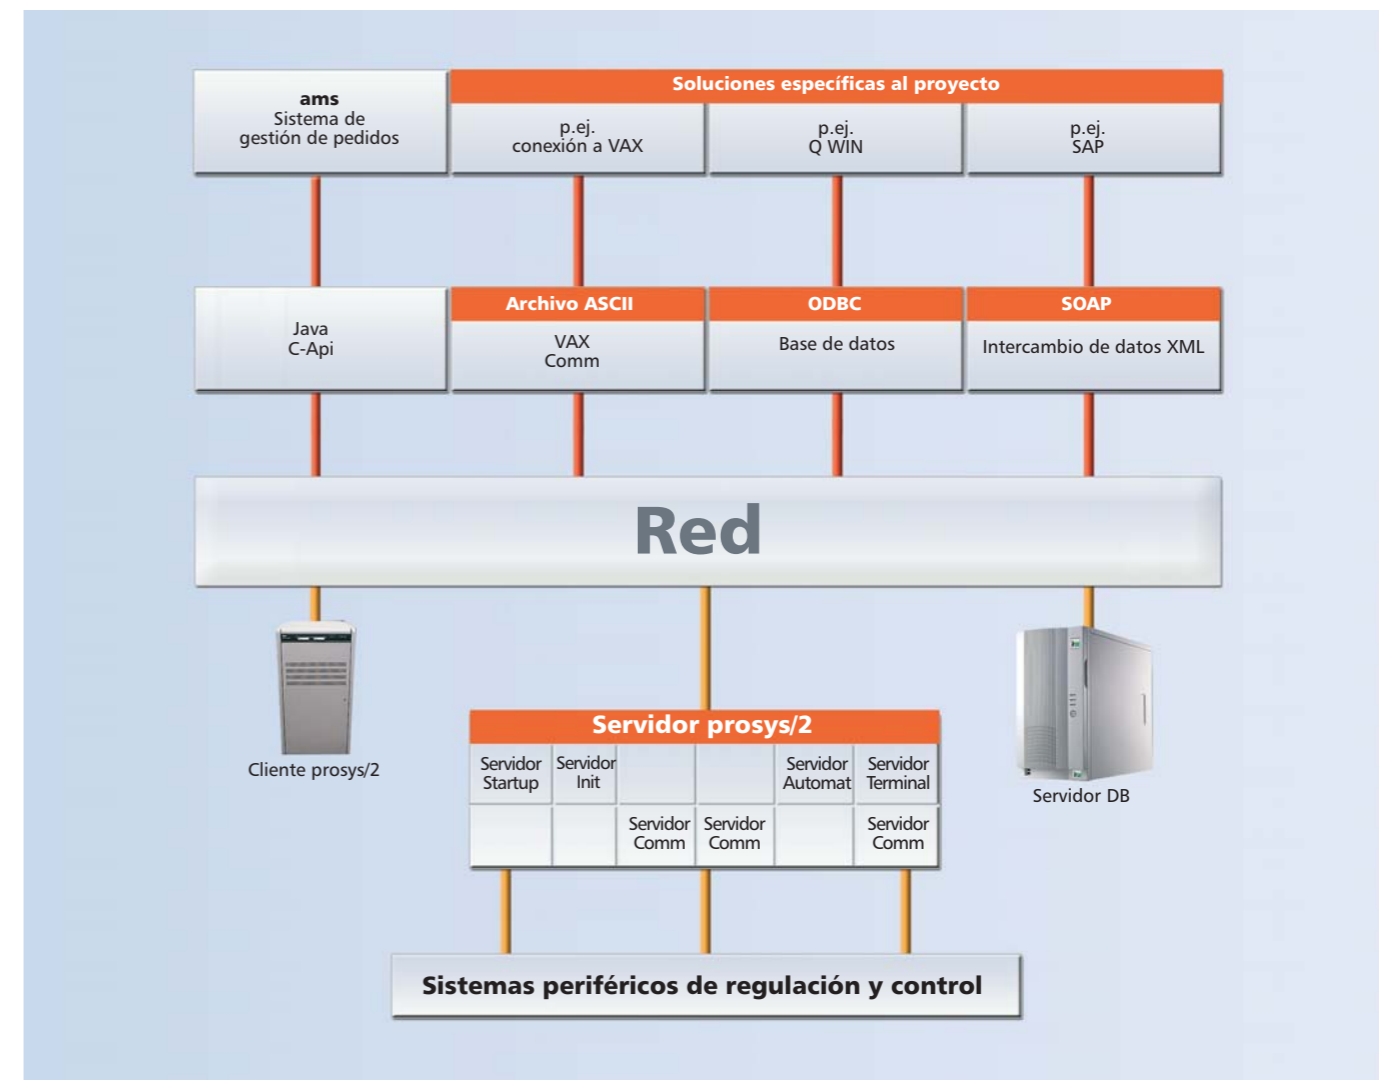 ams
Sistema de
gestión de pedidos
Soluciones específicas al proyecto
p.ej.
conexión a VAX
p.ej.
Q WIN
p.ej.
SAP
Java
C-Api
Archivo ASCII
VAX
Comm
ODBC
Base de datos
SOAP
Intercambio de datos XML
Red
Cliente prosys/2
Servidor prosys/2
Servidor
Startup
Servidor
Init
Servidor
Automat
Servidor
Terminal
Servidor
Comm
Servidor
Comm
Servidor
Comm
Servidor DB
Sistemas periféricos de regulación y control